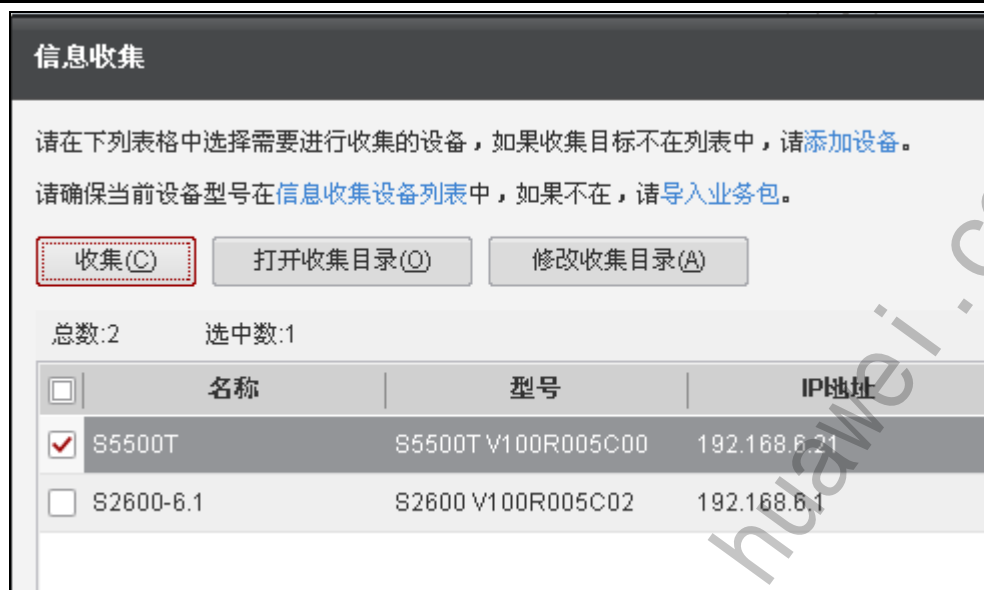 信息收集
请在下列表格中选择需要进行收集的设备，如果收集目标不在列表中，请添加设备。
请确保当前设备型号在信息收集设备列表中，如果不在，请导入业务包。
收集(C) 打开收集目录(O) 修改收集目录(A)
总数:2 选中数:1
名称 型号 IP地址
S5500T S5500T V100R005C00 192.168.6.21
S2600-6.1 S2600 V100R005C02 192.168.6.1
huawei.co